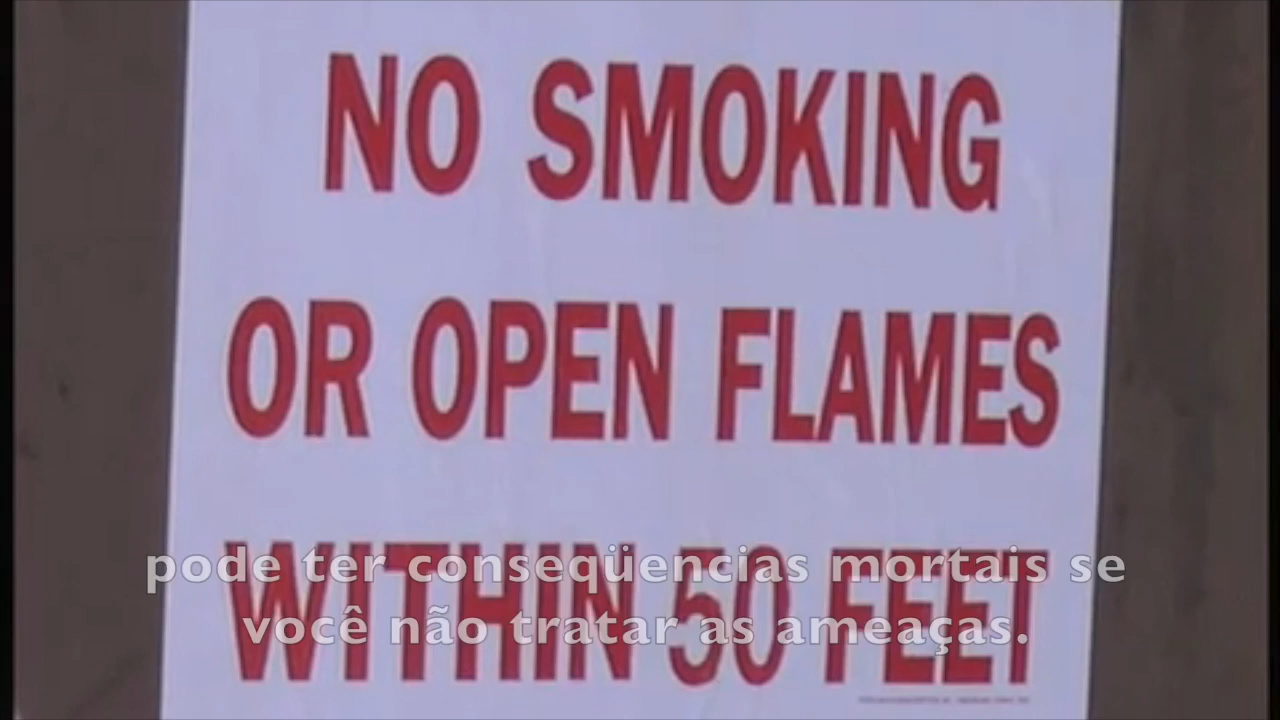 NO SMOKING
OR OPEN FLAMES
WITHIN 50 FEET
pode ter conseqüencias mortais se
você não tratar as ameaças.